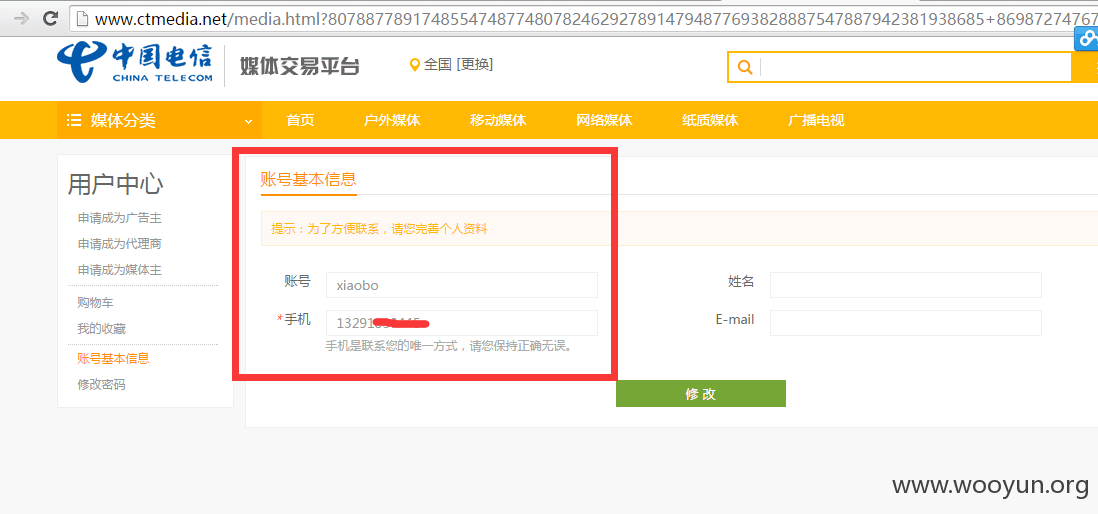 www.ctmedia.net/media.html?8078877891748554748774807824629278914794877693828887547887942381938685+86987274767
中国电信
CHINA TELECOM
媒体交易平台
全国 [更换]
媒体分类 首页 户外媒体 移动媒体 网络媒体 纸质媒体 广播电视
用户中心
申请成为广告主
申请成为代理商
申请成为媒体主
购物车
我的收藏
账号基本信息
修改密码
账号基本信息
提示：为了方便联系，请您完善个人资料
账号 xiaobo 姓名
*手机 13291 E-mail
手机是联系您的唯一方式，请您保持正确无误。
修 改
www.wooyun.org